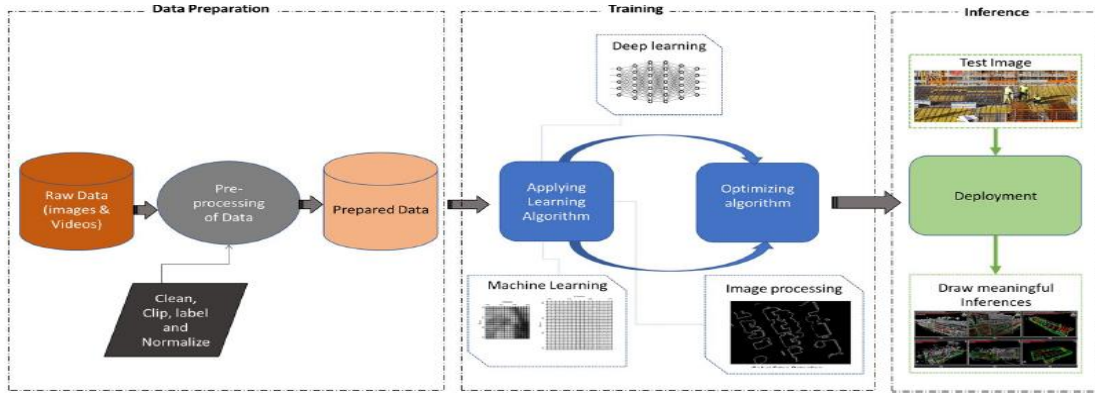 Data Preparation
Raw Data
(images &
Videos)
Pre-
processing
of Data
Prepared Data
Clean,
Clip, label
and
Normalize
Training
Deep learning
Applying
Learning
Algorithm
Optimizing
algorithm
Machine Learning
Image processing
Inference
Test Image
Deployment
Draw meaningful
Inferences